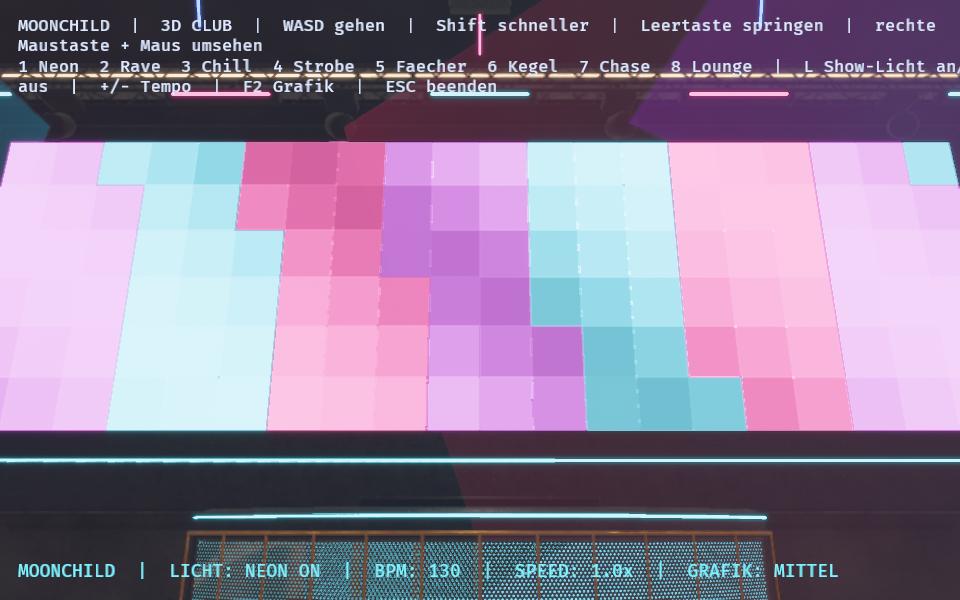 MOONCHILD | 3D CLUB | WASD gehen | Shift schneller | Leertaste springen | rechte
Maustaste + Maus umsehen
1 Neon 2 Rave 3 Chill 4 Strobe 5 Faecher 6 Kegel 7 Chase 8 Lounge | L Show-Licht an/
aus | +/- Tempo | F2 Grafik | ESC beenden
MOONCHILD | LICHT: NEON ON | BPM: 130 | SPEED: 1.0x | GRAFIK: MITTEL